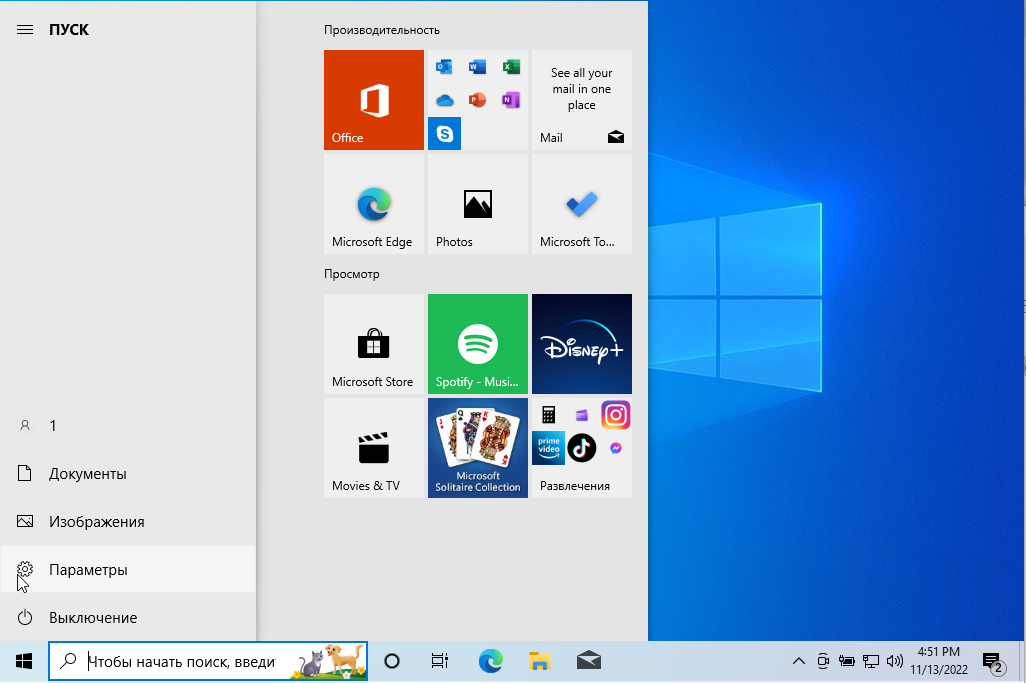 ПУСК
1
Документы
Изображения
Параметры
Выключение
Производительность
Office
See all your
mail in one
place
Mail
Microsoft Edge
Photos
Microsoft To...
Просмотр
Microsoft Store
Spotify - Musi...
Disney+
Movies & TV
Microsoft
Solitaire Collection
prime
video
Развлечения
Чтобы начать поиск, введи
4:51 PM
11/13/2022
2